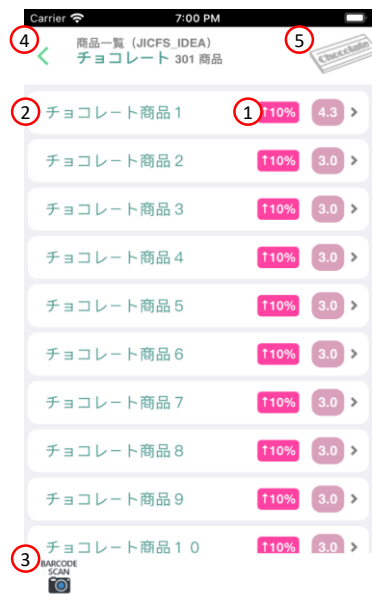 Carrier 7:00 PM
④ 商品一覧（JICFS_IDEA） ⑤
チョコレート 301 商品
Chocolate
② チョコレート商品１ ① ↑10% 4.3 >
チョコレート商品２ ↑10% 3.0 >
チョコレート商品３ ↑10% 3.0 >
チョコレート商品４ ↑10% 3.0 >
チョコレート商品５ ↑10% 3.0 >
チョコレート商品６ ↑10% 3.0 >
チョコレート商品７ ↑10% 3.0 >
チョコレート商品８ ↑10% 3.0 >
チョコレート商品９ ↑10% 3.0 >
チョコレート商品１０ ↑10% 3.0 >
③ BARCODE
SCAN